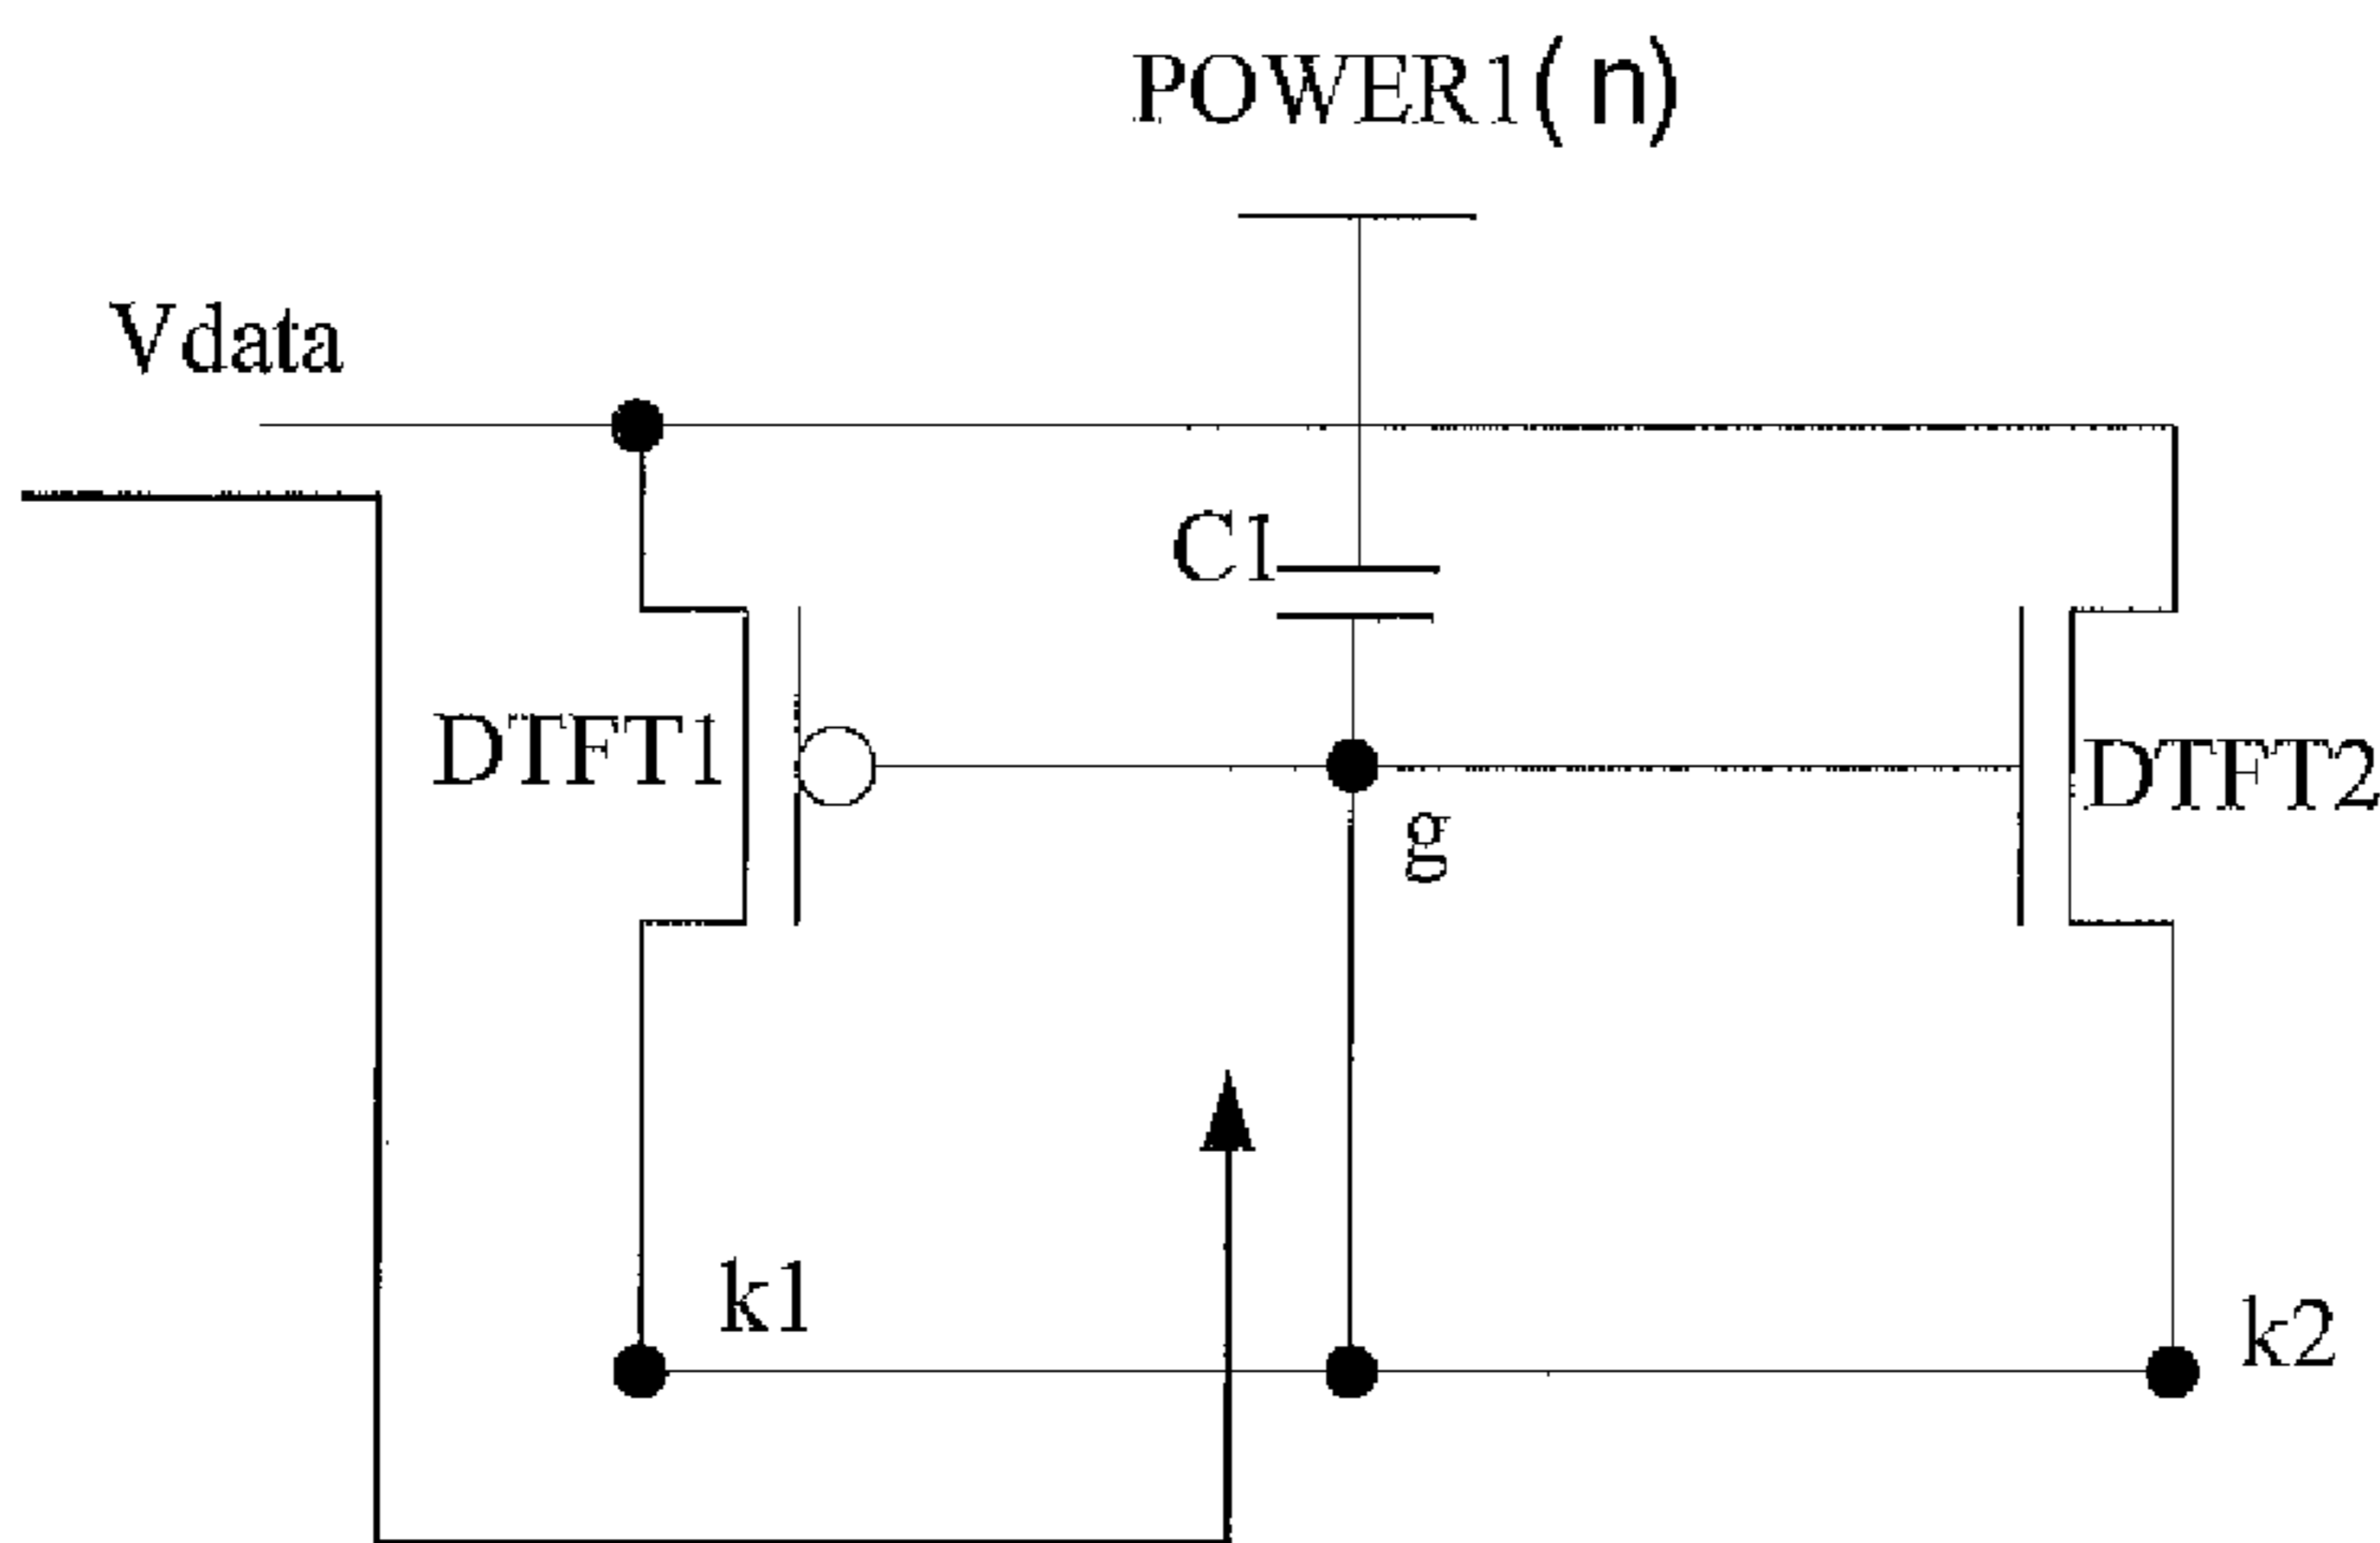 POWER1(n)
Vdata
C1
DTFT1
DTFT2
g
k1
k2